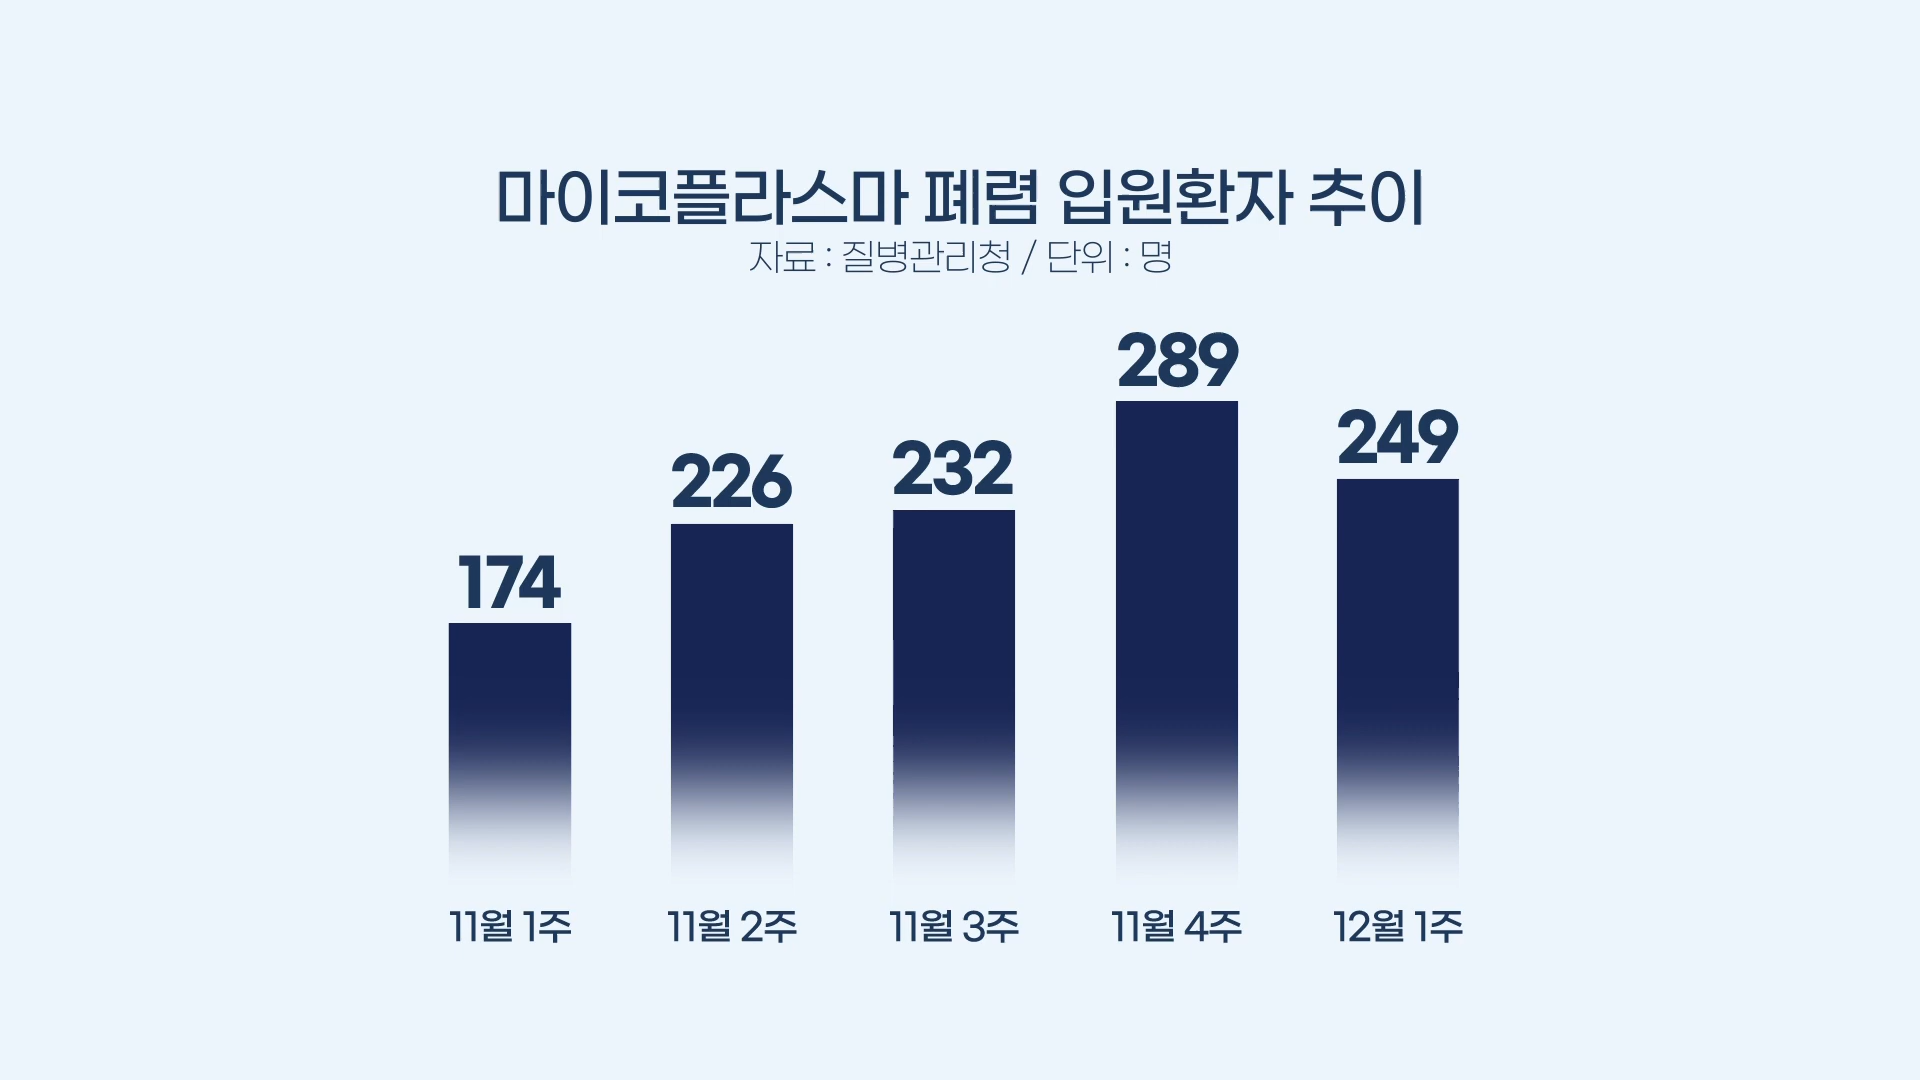 마이코플라스마 폐렴 입원환자 추이
자료 : 질병관리청 / 단위 : 명
174
226
232
289
249
11월 1주
11월 2주
11월 3주
11월 4주
12월 1주